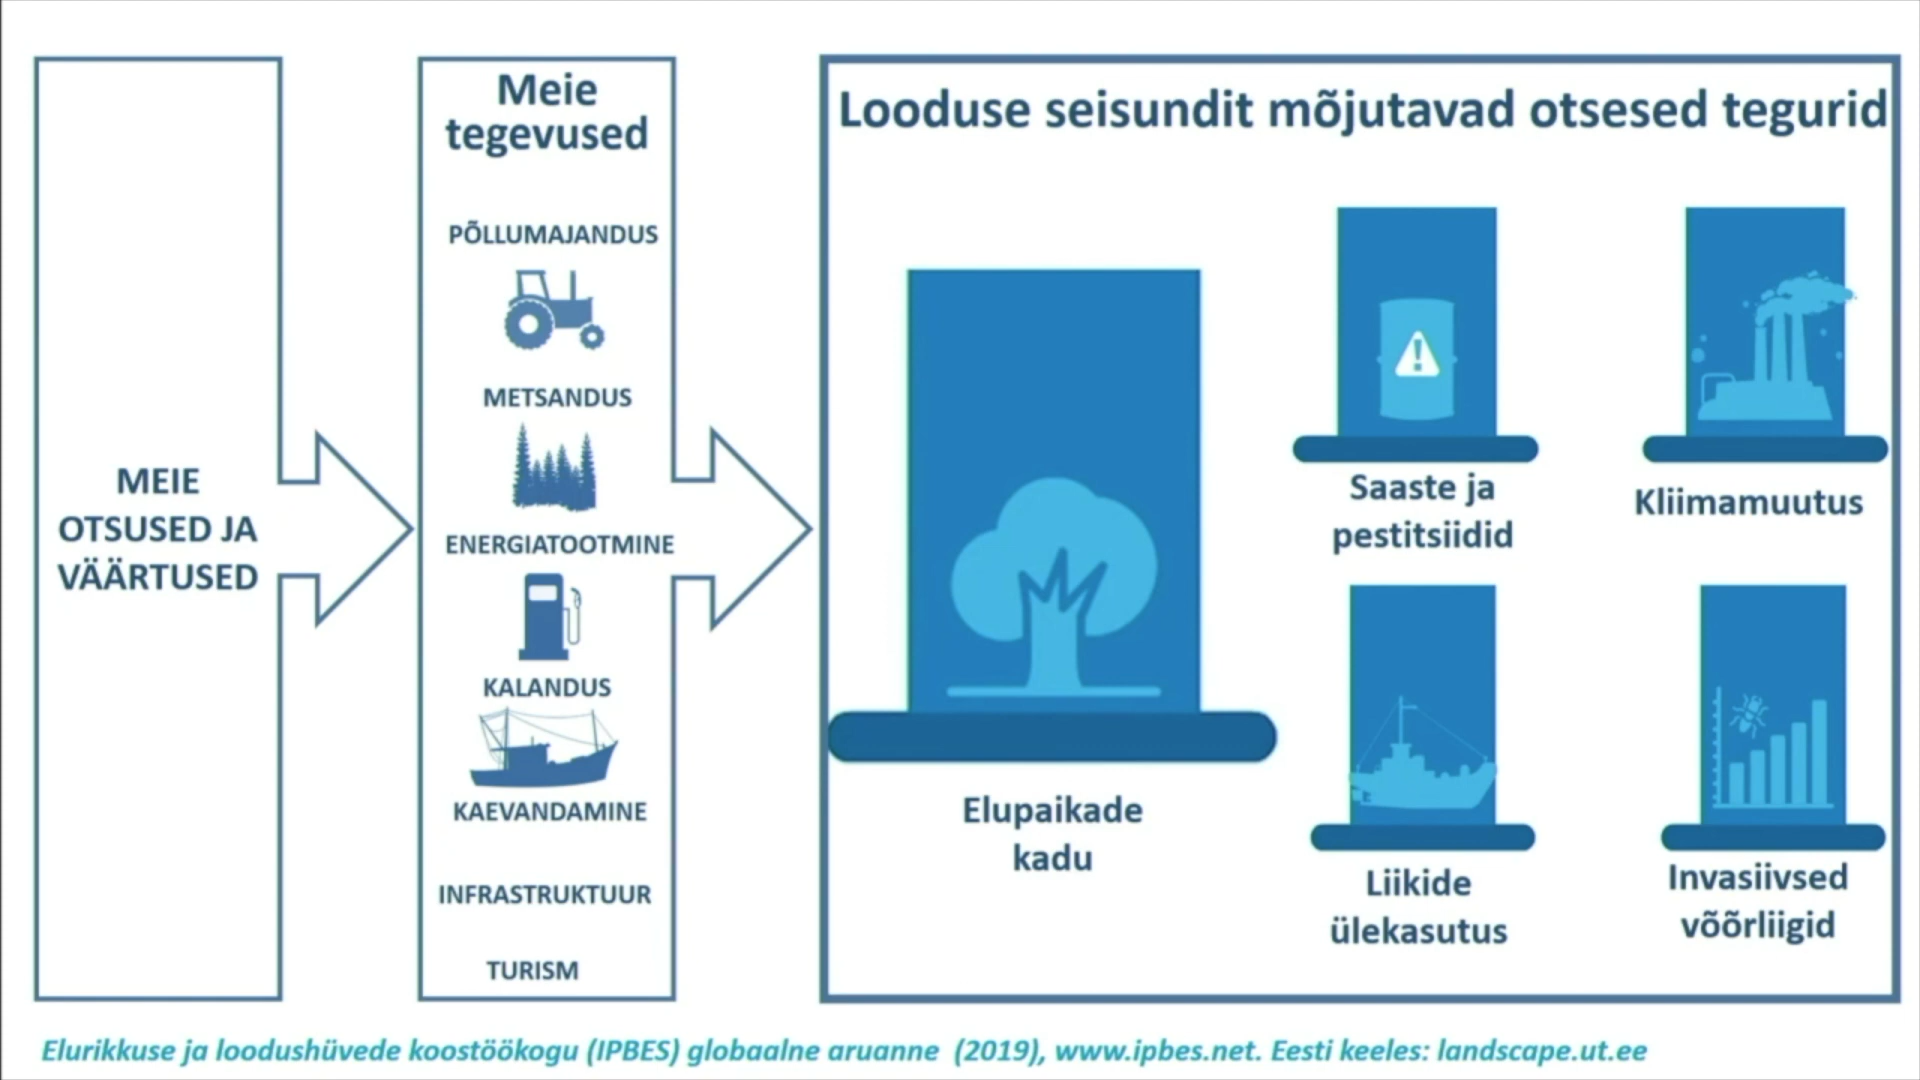 MEIE
OTSUSED JA
VÄÄRTUSED
Meie
tegevused
PÕLLUMAJANDUS
METSANDUS
ENERGIATOOTMINE
KALANDUS
KAEVANDAMINE
INFRASTRUKTUUR
TURISM
Looduse seisundit mõjutavad otsesed tegurid
Elupaikade
kadu
Saaste ja
pestitsiidid
Kliimamuutus
Liikide
ülekasutus
Invasiivsed
võõrliigid
Elurikkuse ja loodushüvede koostöökogu (IPBES) globaalne aruanne (2019), www.ipbes.net. Eesti keeles: landscape.ut.ee